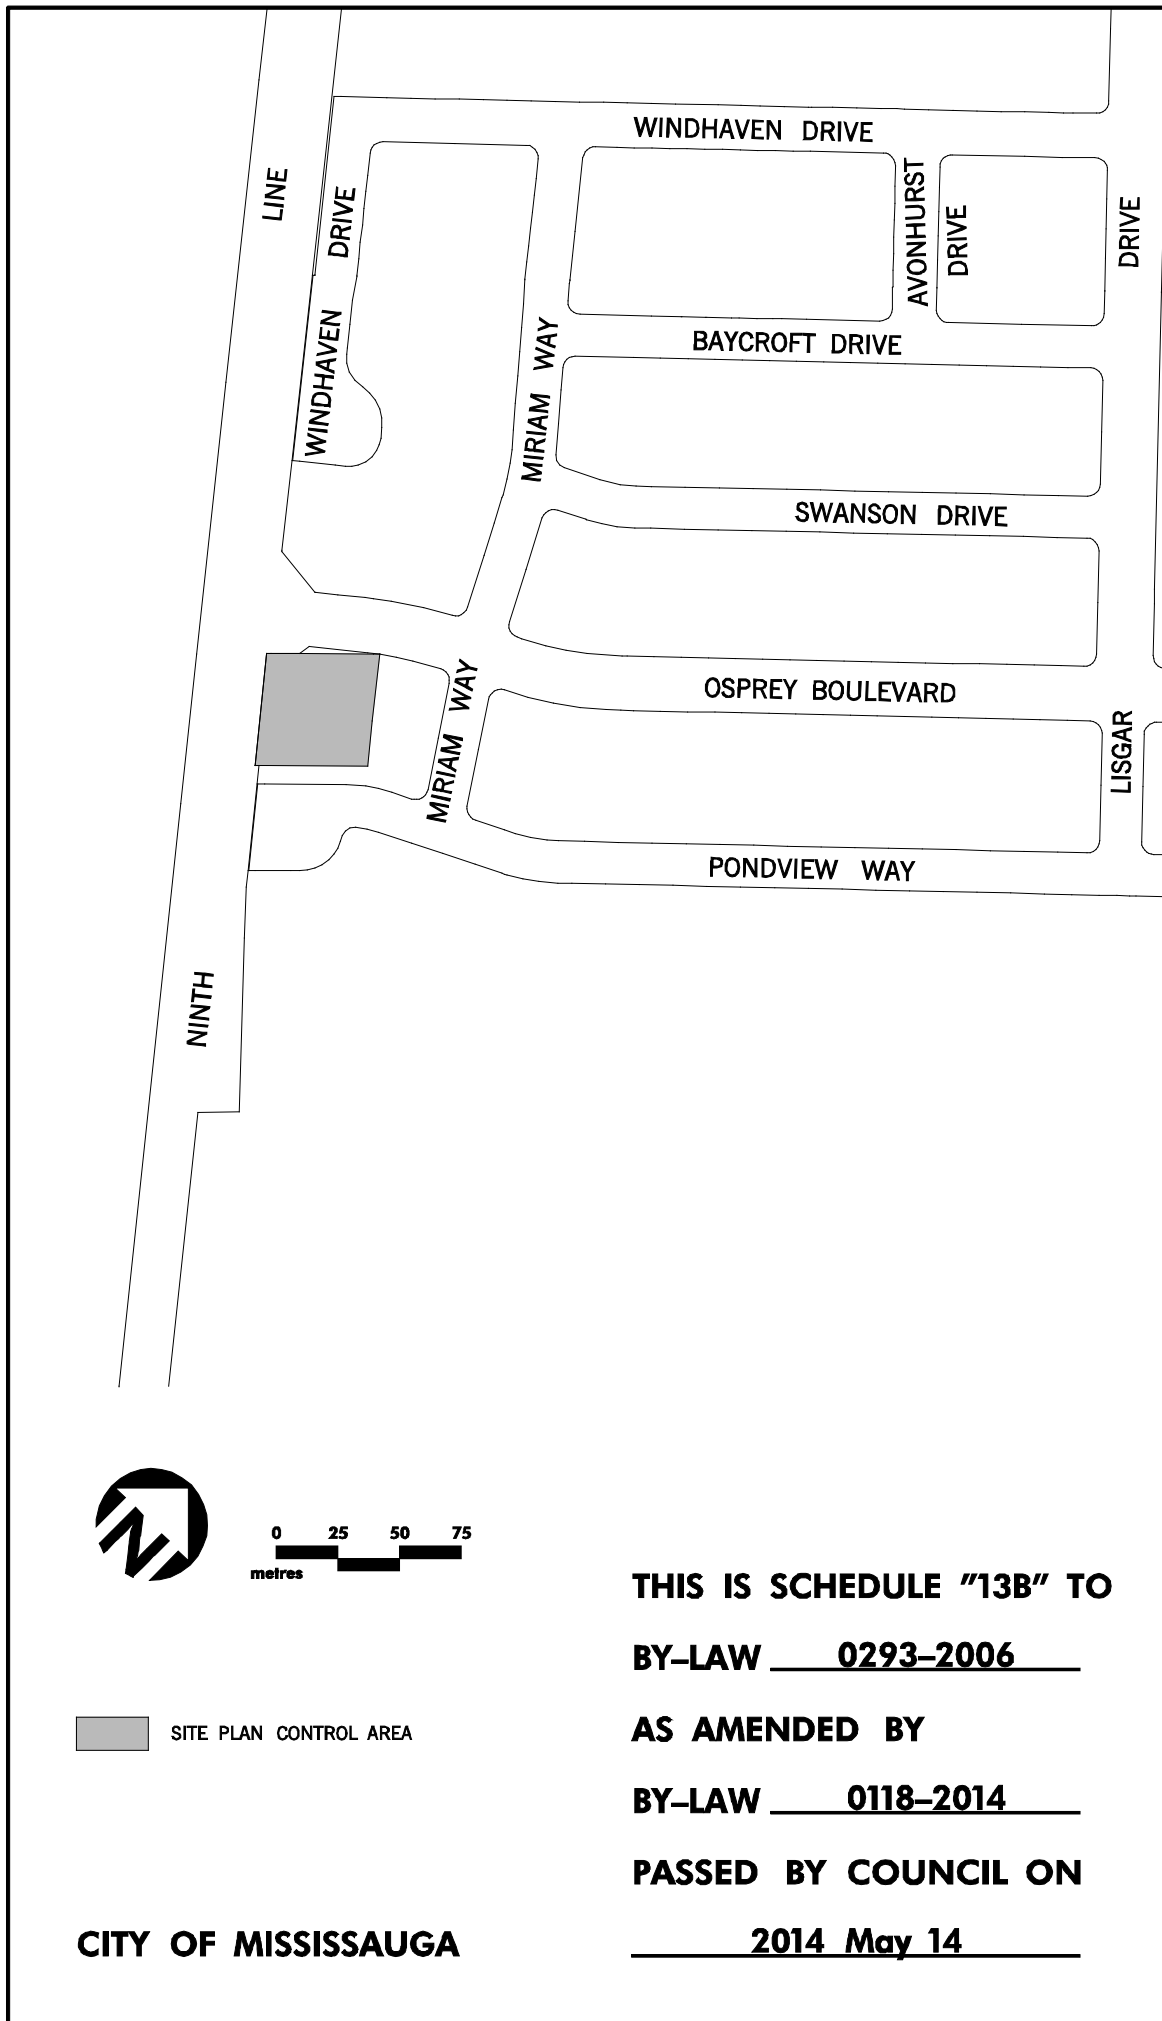 WINDHAVEN DRIVE
LINE
WINDHAVEN DRIVE
AVONHURST DRIVE
DRIVE
MIRIAM WAY
BAYCROFT DRIVE
SWANSON DRIVE
MIRIAM WAY
OSPREY BOULEVARD
LISGAR
PONDVIEW WAY
NINTH
N
0 25 50 75
metres
SITE PLAN CONTROL AREA
CITY OF MISSISSAUGA
THIS IS SCHEDULE "13B" TO
BY-LAW 0293-2006
AS AMENDED BY
BY-LAW 0118-2014
PASSED BY COUNCIL ON
2014 May 14